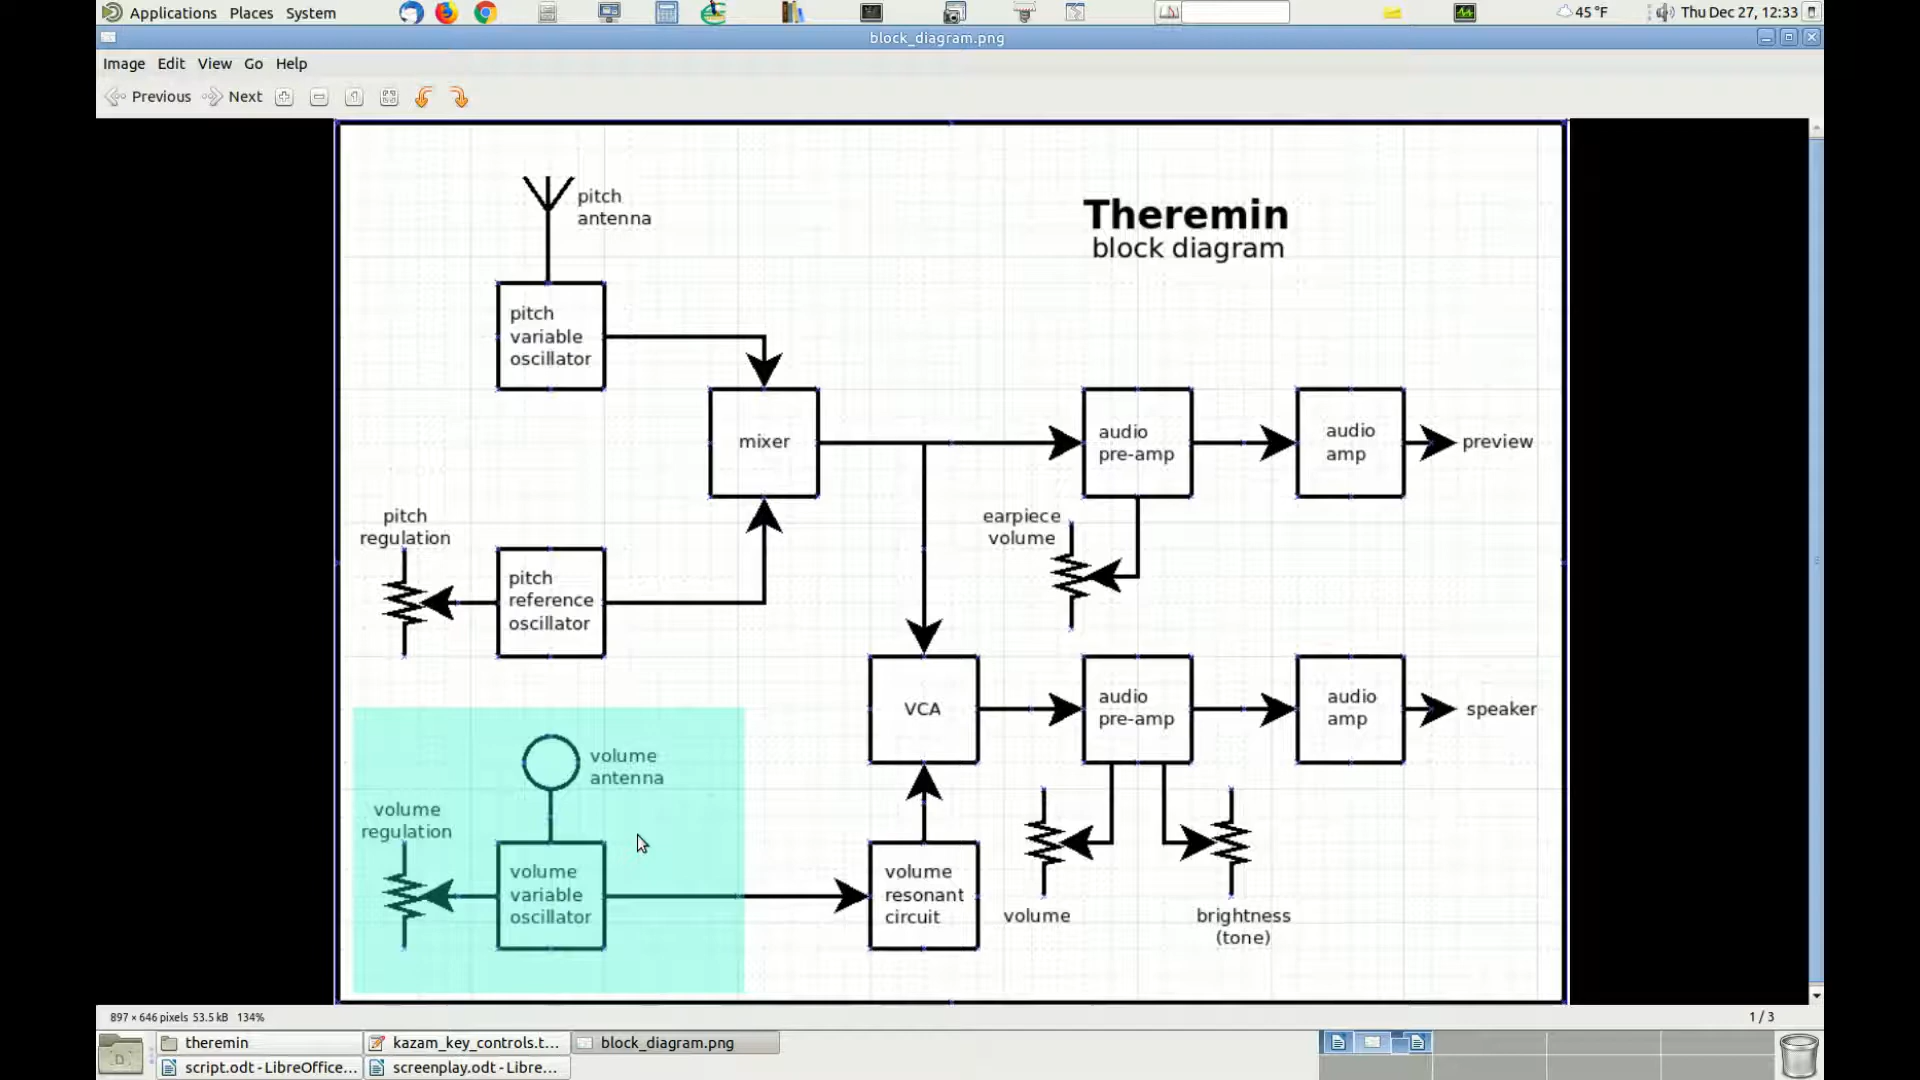 Applications Places System
45 °F
Thu Dec 27, 12:33
block_diagram.png
Image Edit View Go Help
Previous Next
pitch
antenna
Theremin
block diagram
pitch
variable
oscillator
mixer
audio
pre-amp
audio
amp
preview
pitch
regulation
pitch
reference
oscillator
earpiece
volume
VCA
audio
pre-amp
audio
amp
speaker
volume
antenna
volume
regulation
volume
variable
oscillator
volume
resonant
circuit
volume
brightness
(tone)
897 × 646 pixels 53.5 kB 134%
1 / 3
theremin
kazam_key_controls.t...
block_diagram.png
script.odt - LibreOffice...
screenplay.odt - Libre...